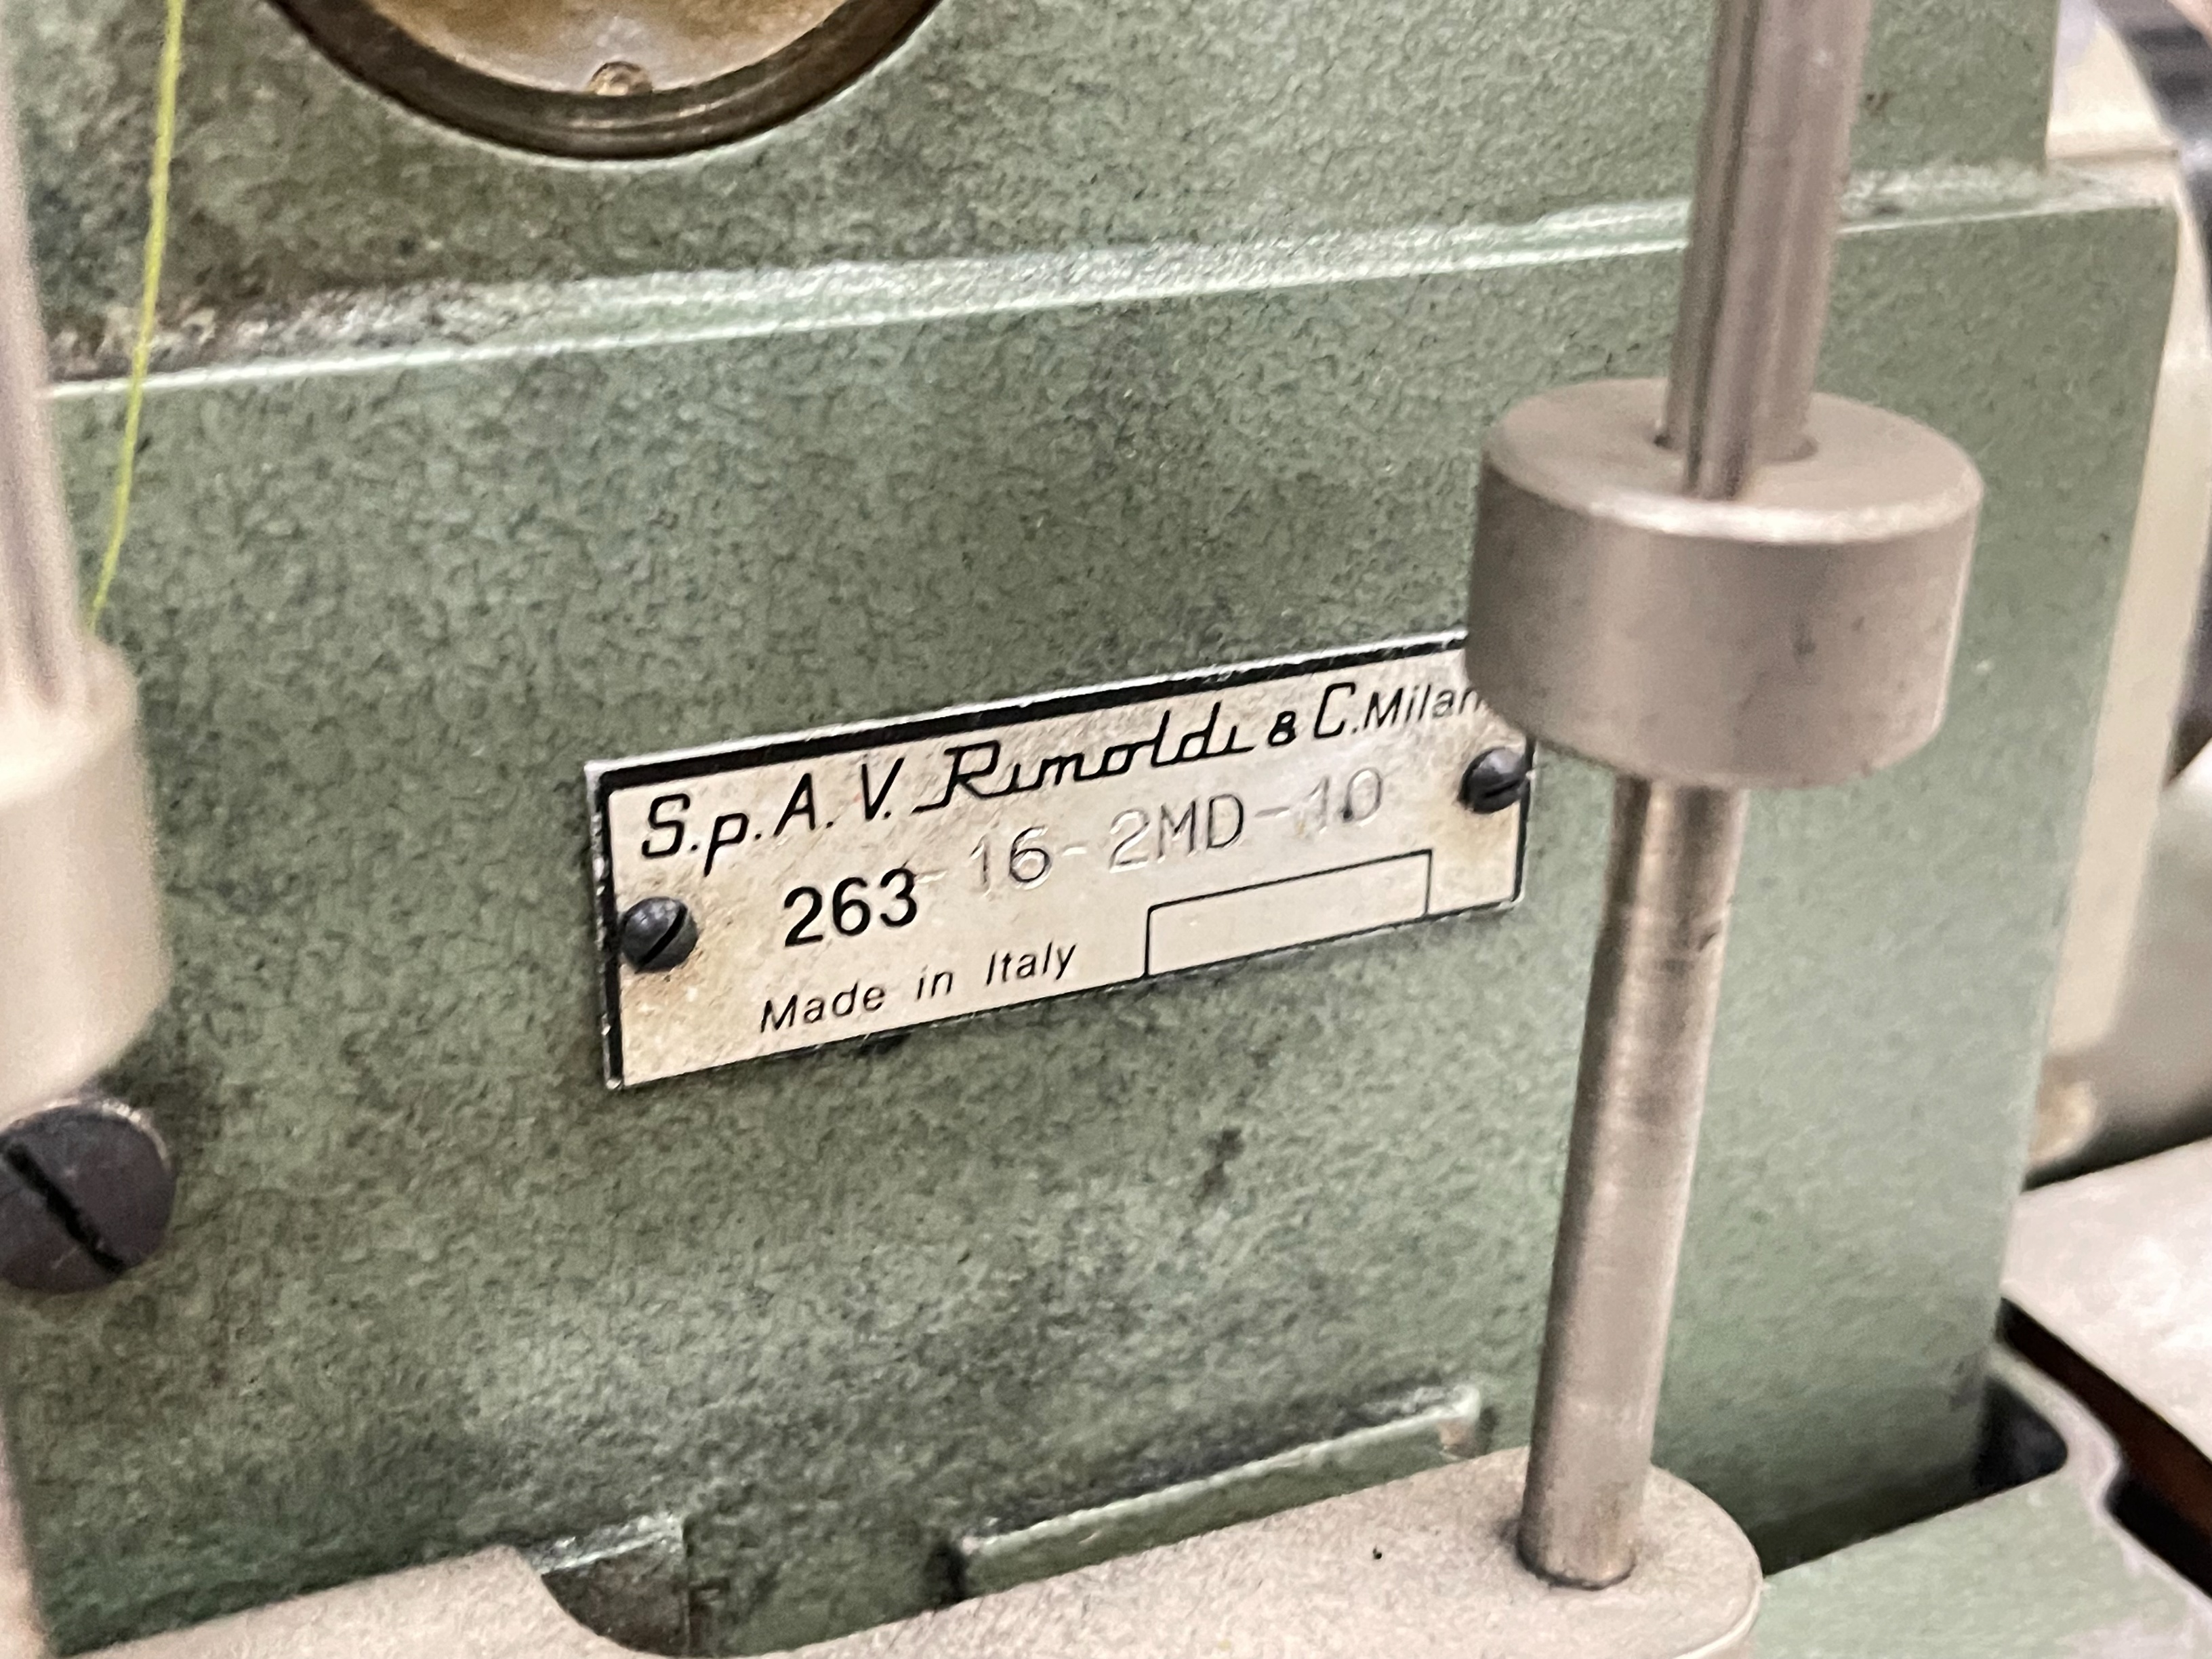 S.p.A. V. Rimoldi & C. Milan
263-16-2MD-10
Made in Italy